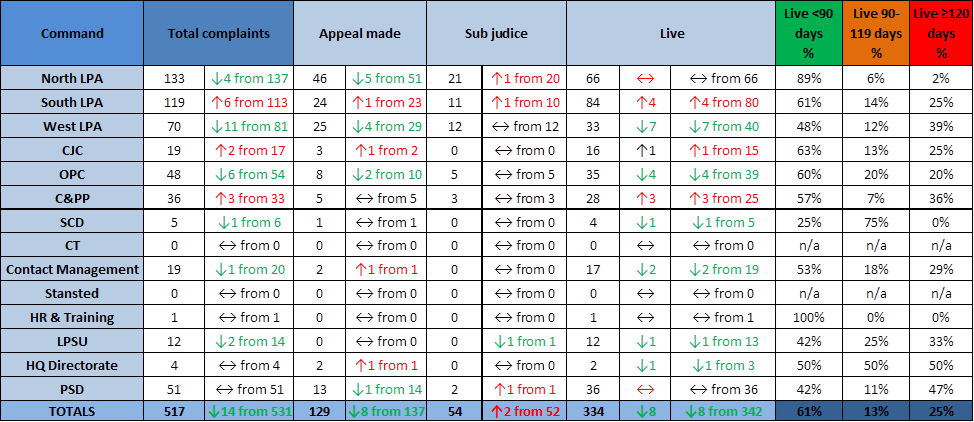 Command Total complaints Appeal made Sub judice Live Live <90 days % Live 90-119 days % Live ≥120 days %
North LPA 133 ↓4 from 137 46 ↓5 from 51 21 ↑1 from 20 66 ↔ ↔ from 66 89% 6% 2%
South LPA 119 ↑6 from 113 24 ↑1 from 23 11 ↑1 from 10 84 ↑4 ↑4 from 80 61% 14% 25%
West LPA 70 ↓11 from 81 25 ↓4 from 29 12 ↔ from 12 33 ↓7 ↓7 from 40 48% 12% 39%
CJC 19 ↑2 from 17 3 ↑1 from 2 0 ↔ from 0 16 ↑1 ↑1 from 15 63% 13% 25%
OPC 48 ↓6 from 54 8 ↓2 from 10 5 ↔ from 5 35 ↓4 ↓4 from 39 60% 20% 20%
C&PP 36 ↑3 from 33 5 ↔ from 5 3 ↔ from 3 28 ↑3 ↑3 from 25 57% 7% 36%
SCD 5 ↓1 from 6 1 ↔ from 1 0 ↔ from 0 4 ↓1 ↓1 from 5 25% 75% 0%
CT 0 ↔ from 0 0 ↔ from 0 0 ↔ from 0 0 ↔ ↔ from 0 n/a n/a n/a
Contact Management 19 ↓1 from 20 2 ↑1 from 1 0 ↔ from 0 17 ↓2 ↓2 from 19 53% 18% 29%
Stansted 0 ↔ from 0 0 ↔ from 0 0 ↔ from 0 0 ↔ ↔ from 0 n/a n/a n/a
HR & Training 1 ↔ from 1 0 ↔ from 0 0 ↔ from 0 1 ↔ ↔ from 1 100% 0% 0%
LPSU 12 ↓2 from 14 0 ↔ from 0 0 ↓1 from 1 12 ↓1 ↓1 from 13 42% 25% 33%
HQ Directorate 4 ↔ from 4 2 ↑1 from 1 0 ↔ from 0 2 ↓1 ↓1 from 3 50% 50% 50%
PSD 51 ↔ from 51 13 ↓1 from 14 2 ↑1 from 1 36 ↔ ↔ from 36 42% 11% 47%
TOTALS 517 ↓14 from 531 129 ↓8 from 137 54 ↑2 from 52 334 ↓8 ↓8 from 342 61% 13% 25%